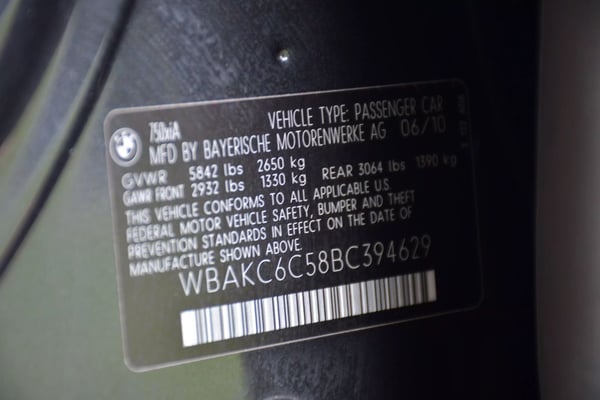 BMW
750xiA
VEHICLE TYPE: PASSENGER CAR
MFD BY BAYERISCHE MOTORENWERKE AG 06/10
GVWR 5842 lbs 2650 kg
GAWR FRONT 2932 lbs 1330 kg REAR 3064 lbs 1390 kg
THIS VEHICLE CONFORMS TO ALL APPLICABLE U.S.
FEDERAL MOTOR VEHICLE SAFETY, BUMPER AND THEFT
PREVENTION STANDARDS IN EFFECT ON THE DATE OF
MANUFACTURE SHOWN ABOVE.
WBAKC6C58BC394629